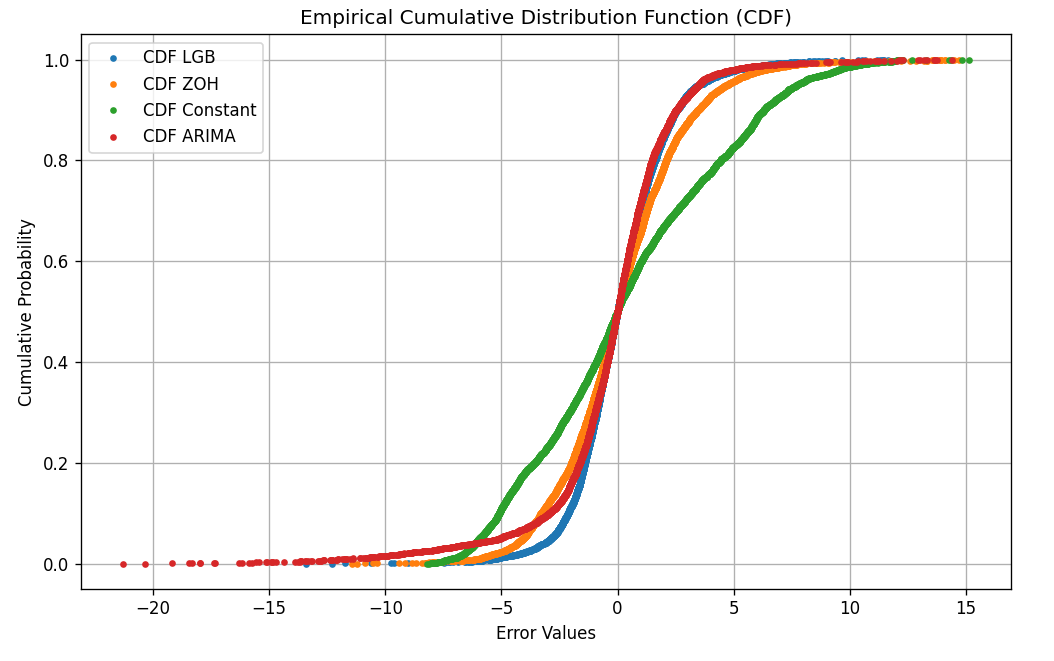 Empirical Cumulative Distribution Function (CDF)
CDF LGB
CDF ZOH
CDF Constant
CDF ARIMA
Cumulative Probability
1.0
0.8
0.6
0.4
0.2
0.0
−20 −15 −10 −5 0 5 10 15
Error Values